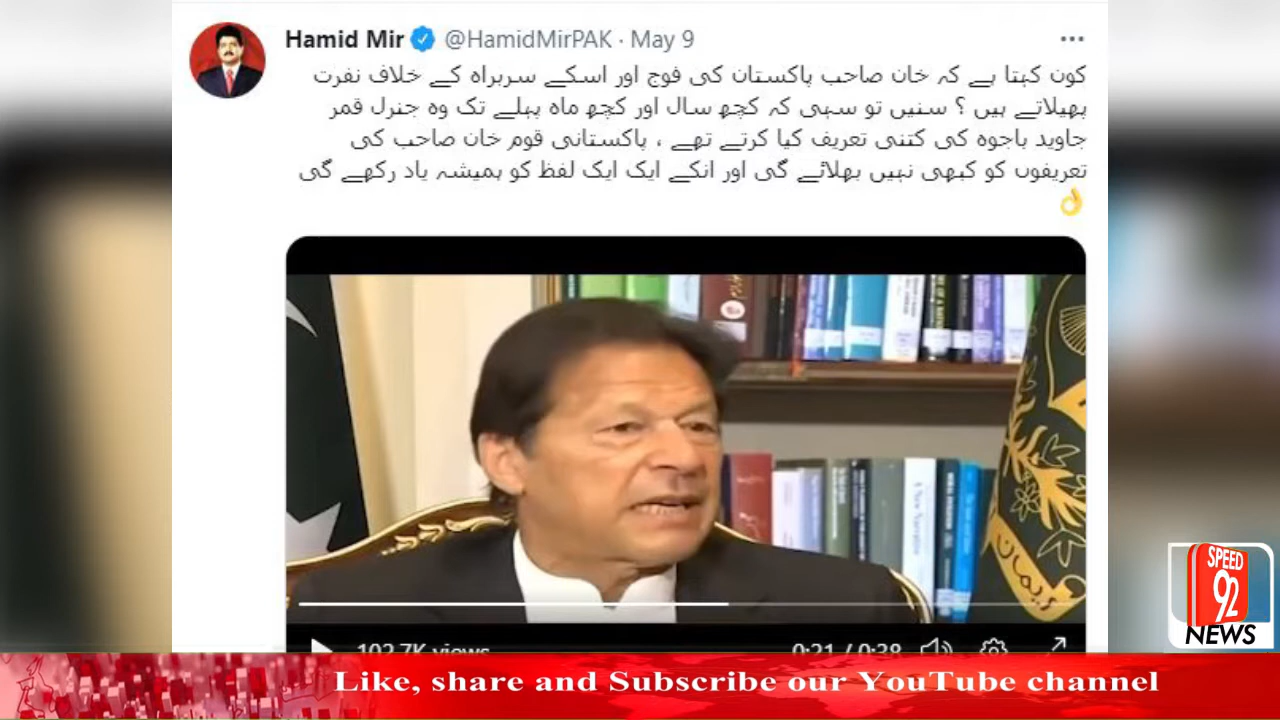 Hamid Mir @HamidMirPAK · May 9
کون کہتا ہے کہ خان صاحب پاکستان کی فوج اور اسکے سربراہ کے خلاف نفرت
پھیلاتے ہیں ؟ سنیں تو سہی کہ کچھ سال اور کچھ ماہ پہلے تک وہ جنرل قمر
جاوید باجوہ کی کتنی تعریف کیا کرتے تھے ، پاکستانی قوم خان صاحب کی
تعریفوں کو کبھی نہیں بھلائے گی اور انکے ایک ایک لفظ کو ہمیشہ یاد رکھے گی
👌
A New Narrative
102.7K views 0:21 / 0:38
SPEED
92
NEWS
Like, share and Subscribe our YouTube channel